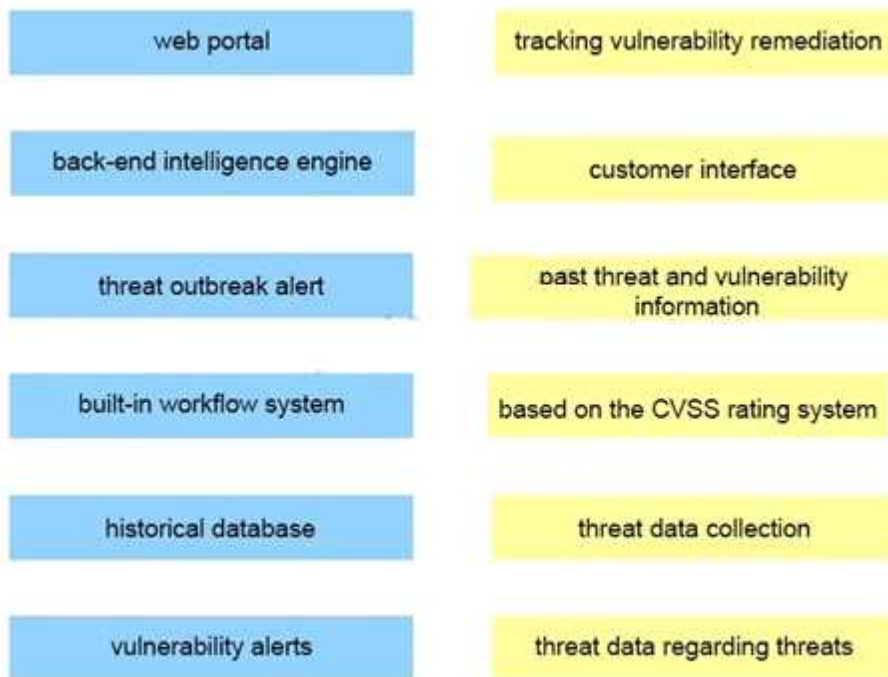 web portal
tracking vulnerability remediation
back-end intelligence engine
customer interface
threat outbreak alert
past threat and vulnerability
information
built-in workflow system
based on the CVSS rating system
historical database
threat data collection
vulnerability alerts
threat data regarding threats